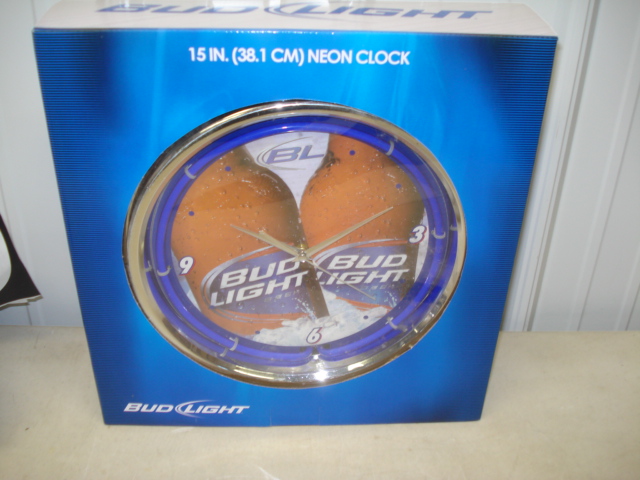 BUD LIGHT
15 IN. (38.1 CM) NEON CLOCK
BL
3
9
BUD LIGHT
BUD LIGHT
6
BUD LIGHT